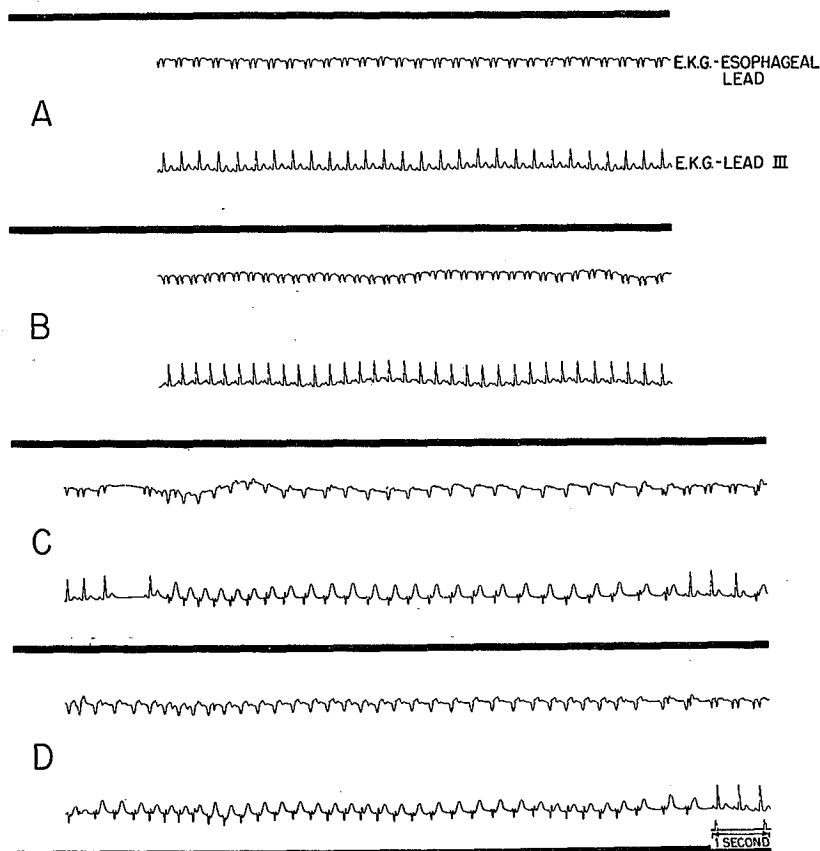 E.K.G.-ESOPHAGEAL
LEAD
A
E.K.G.-LEAD III
B
C
D
1 SECOND